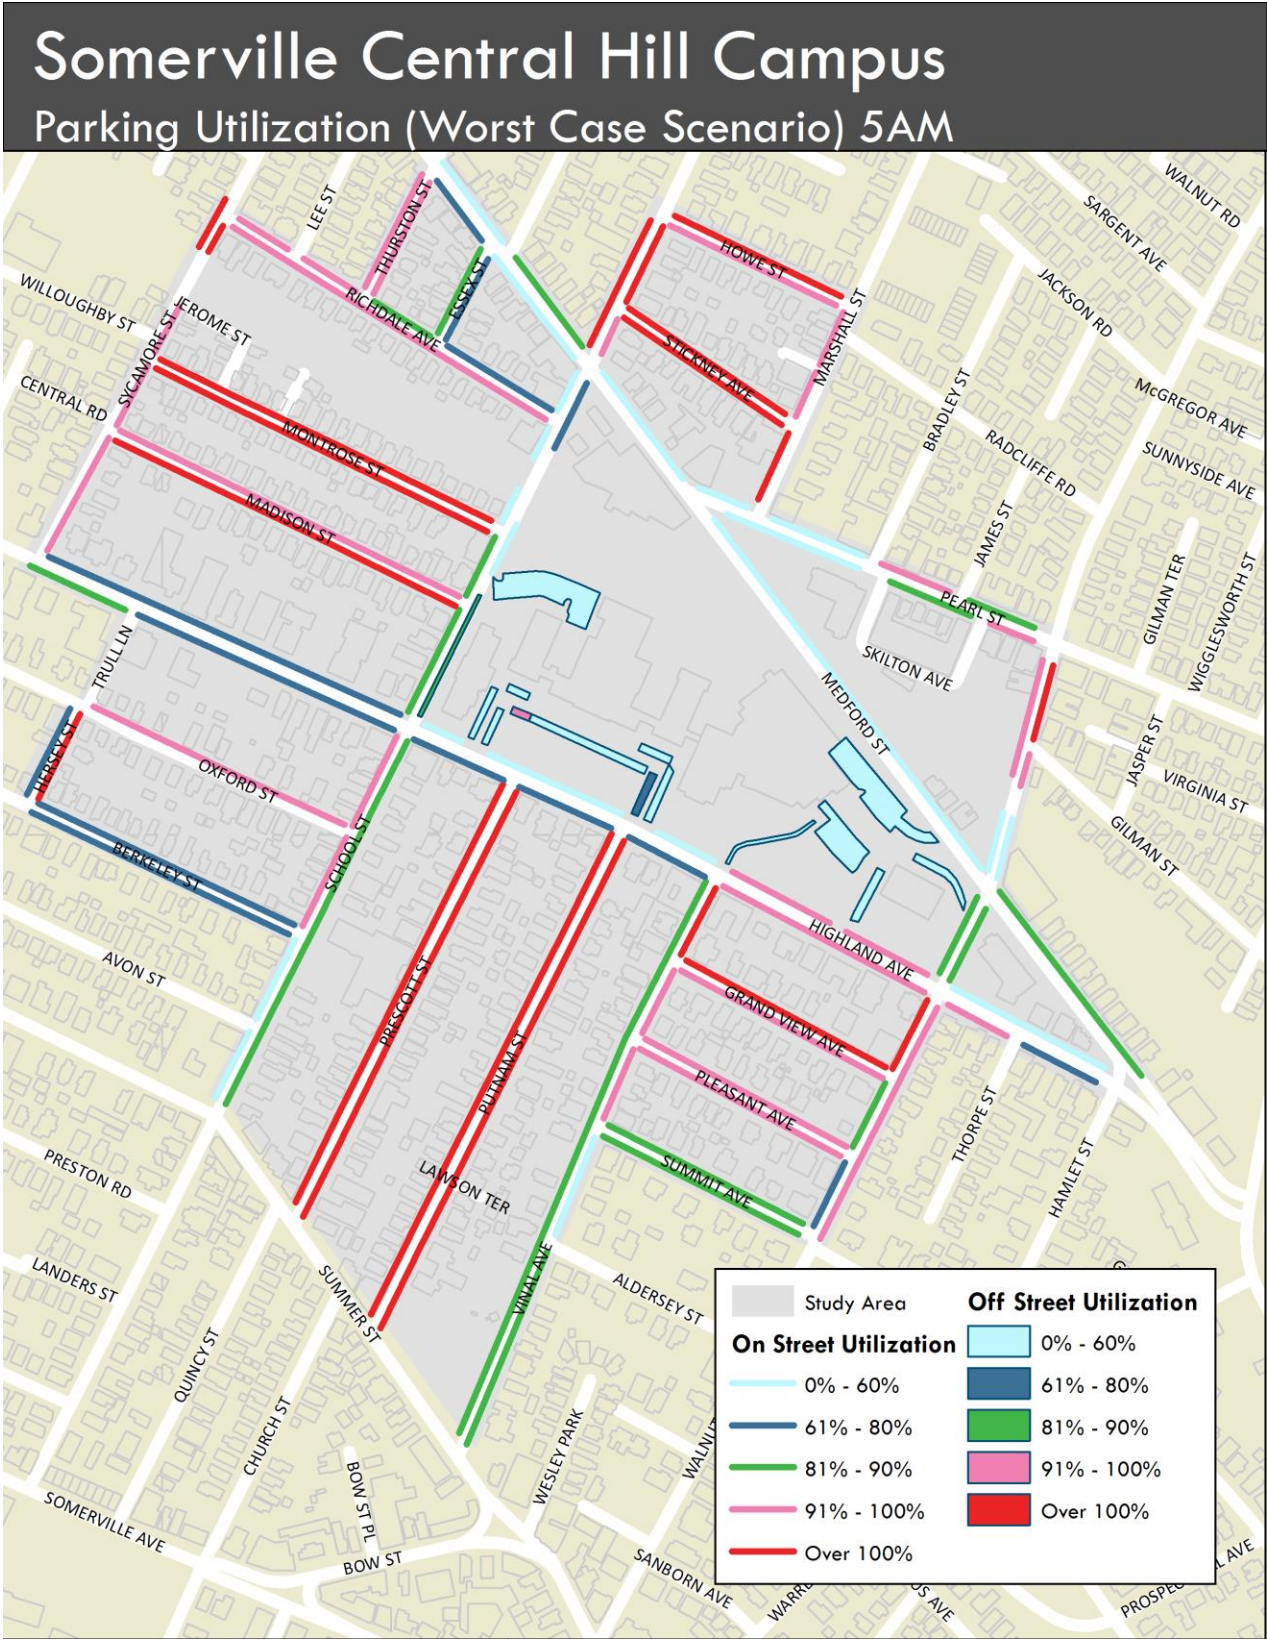 Somerville Central Hill Campus
Parking Utilization (Worst Case Scenario) 5AM
WALNUT RD
SARGENT AVE
LEE ST
THURSTON ST
HOWE ST
JACKSON RD
ESSEX ST
WILLOUGHBY ST
JEROME ST
RICHDALE AVE
SYCAMORE ST
STICKNEY AVE
MARSHALL ST
CENTRAL RD
BRADLEY ST
McGREGOR AVE
MONTROSE ST
RADCLIFFE RD
SUNNYSIDE AVE
MADISON ST
JAMES ST
GILMAN TER
WIGGLESWORTH ST
PEARL ST
TRULL LN
SKILTON AVE
MEDFORD ST
HERSEY ST
OXFORD ST
JASPER ST
VIRGINIA ST
SCHOOL ST
GILMAN ST
BERKELEY ST
HIGHLAND AVE
AVON ST
PRESCOTT ST
GRAND VIEW AVE
PUTNAM ST
PLEASANT AVE
THORPE ST
PRESTON RD
LAWSON TER
SUMMIT AVE
HAMLET ST
LANDERS ST
SUMMER ST
VINAL AVE
ALDERSEY ST
G
QUINCY ST
CHURCH ST
WESLEY PARK
WALNUT
BOW ST PL
SOMERVILLE AVE
BOW ST
SANBORN AVE
WARRE
US AVE
PROSPEC
L AVE
Study Area
On Street Utilization
0% - 60%
61% - 80%
81% - 90%
91% - 100%
Over 100%
Off Street Utilization
0% - 60%
61% - 80%
81% - 90%
91% - 100%
Over 100%